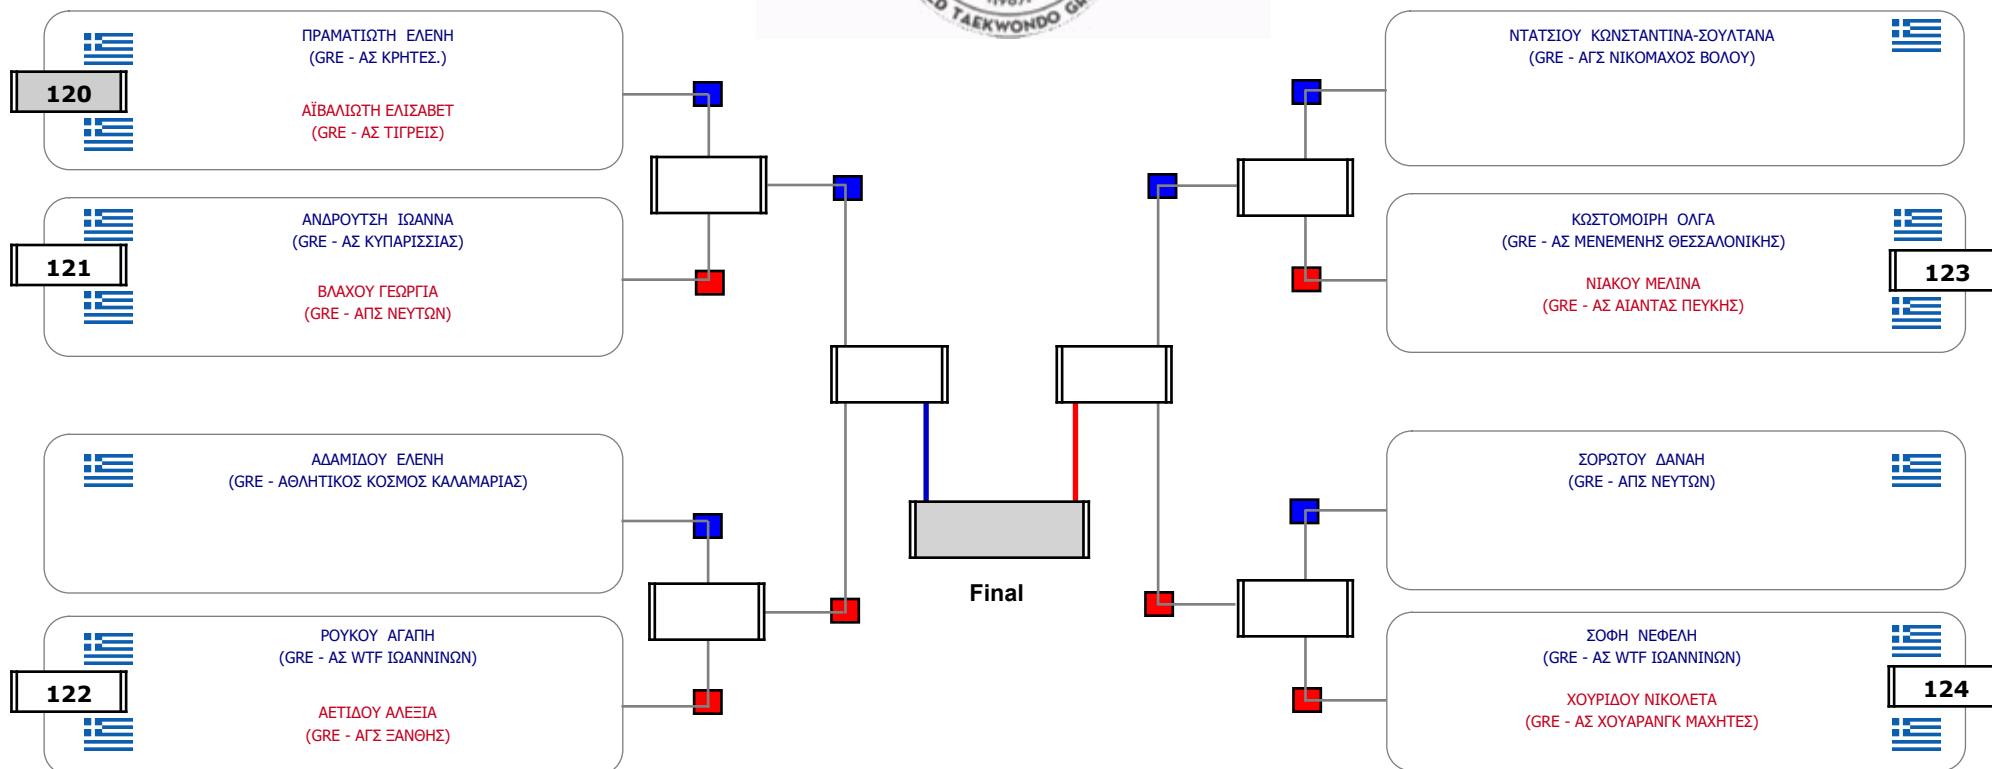 TAEKWONDO
ΠΡΑΜΑΤΙΩΤΗ ΕΛΕΝΗ
(GRE - ΑΣ ΚΡΗΤΕΣ.)
120
ΑΪΒΑΛΙΩΤΗ ΕΛΙΣΑΒΕΤ
(GRE - ΑΣ ΤΙΓΡΕΙΣ)
ΑΝΔΡΟΥΤΣΗ ΙΩΑΝΝΑ
(GRE - ΑΣ ΚΥΠΑΡΙΣΣΙΑΣ)
121
ΒΛΑΧΟΥ ΓΕΩΡΓΙΑ
(GRE - ΑΠΣ ΝΕΥΤΩΝ)
ΑΔΑΜΙΔΟΥ ΕΛΕΝΗ
(GRE - ΑΘΛΗΤΙΚΟΣ ΚΟΣΜΟΣ ΚΑΛΑΜΑΡΙΑΣ)
ΡΟΥΚΟΥ ΑΓΑΠΗ
(GRE - ΑΣ WTF ΙΩΑΝΝΙΝΩΝ)
122
ΑΕΤΙΔΟΥ ΑΛΕΞΙΑ
(GRE - ΑΓΣ ΞΑΝΘΗΣ)
Final
ΝΤΑΤΣΙΟΥ ΚΩΝΣΤΑΝΤΙΝΑ-ΣΟΥΛΤΑΝΑ
(GRE - ΑΓΣ ΝΙΚΟΜΑΧΟΣ ΒΟΛΟΥ)
ΚΩΣΤΟΜΟΙΡΗ ΟΛΓΑ
(GRE - ΑΣ ΜΕΝΕΜΕΝΗΣ ΘΕΣΣΑΛΟΝΙΚΗΣ)
123
ΝΙΑΚΟΥ ΜΕΛΙΝΑ
(GRE - ΑΣ ΑΙΑΝΤΑΣ ΠΕΥΚΗΣ)
ΣΟΡΩΤΟΥ ΔΑΝΑΗ
(GRE - ΑΠΣ ΝΕΥΤΩΝ)
ΣΟΦΗ ΝΕΦΕΛΗ
(GRE - ΑΣ WTF ΙΩΑΝΝΙΝΩΝ)
124
ΧΟΥΡΙΔΟΥ ΝΙΚΟΛΕΤΑ
(GRE - ΑΣ ΧΟΥΑΡΑΝΓΚ ΜΑΧΗΤΕΣ)